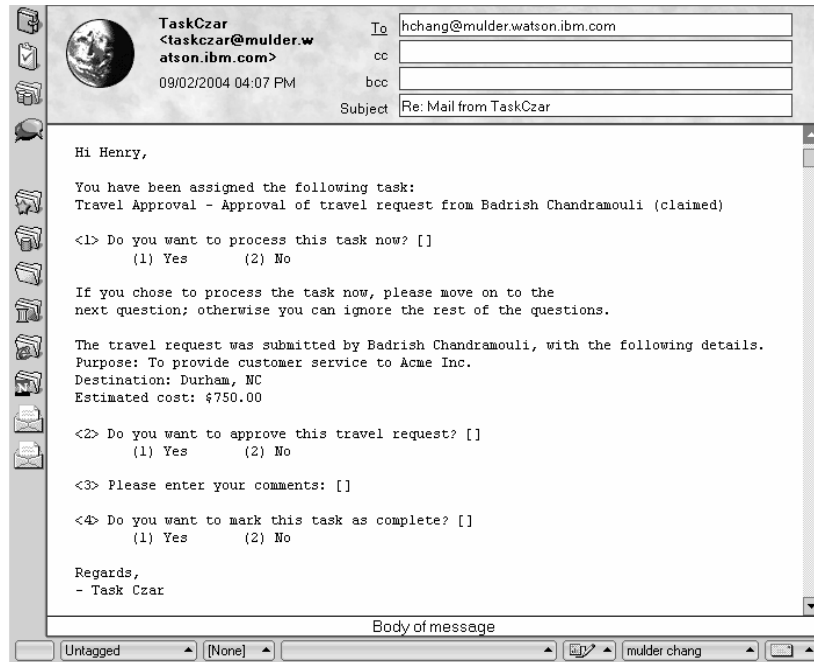 TaskCzar
<taskczar@mulder.w
atson.ibm.com>
09/02/2004 04:07 PM
To hchang@mulder.watson.ibm.com
cc
bcc
Subject Re: Mail from TaskCzar
Hi Henry,
You have been assigned the following task:
Travel Approval - Approval of travel request from Badrish Chandramouli (claimed)
<1> Do you want to process this task now? []
(1) Yes (2) No
If you chose to process the task now, please move on to the
next question; otherwise you can ignore the rest of the questions.
The travel request was submitted by Badrish Chandramouli, with the following details.
Purpose: To provide customer service to Acme Inc.
Destination: Durham, NC
Estimated cost: $750.00
<2> Do you want to approve this travel request? []
(1) Yes (2) No
<3> Please enter your comments: []
<4> Do you want to mark this task as complete? []
(1) Yes (2) No
Regards,
- Task Czar
Body of message
Untagged [None] mulder chang